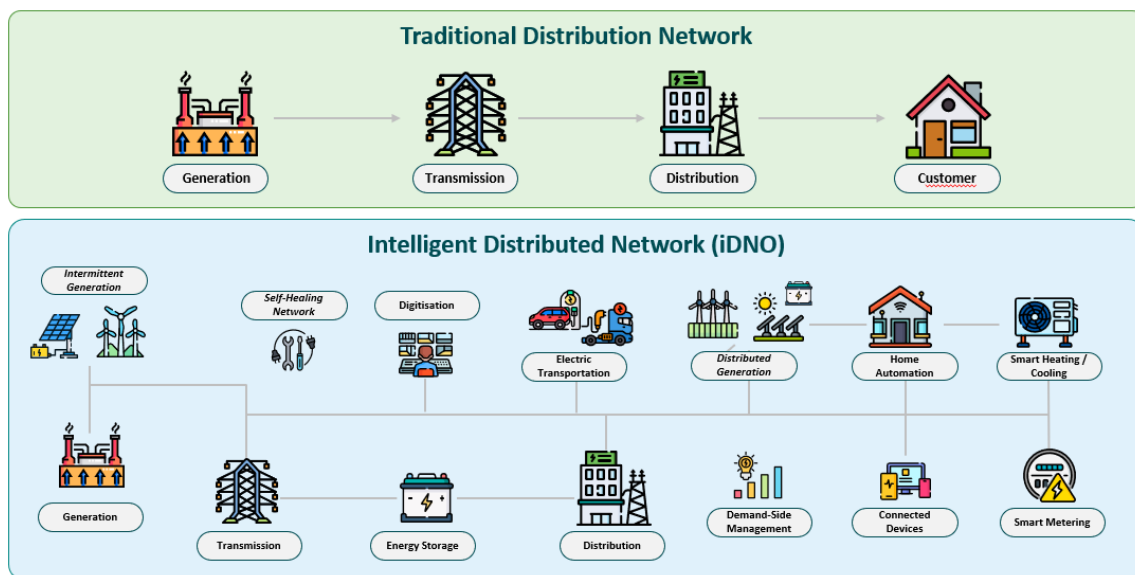 Traditional Distribution Network
Generation
Transmission
Distribution
Customer
Intelligent Distributed Network (iDNO)
Intermittent
Generation
Self-Healing
Network
Digitisation
Electric
Transportation
Distributed
Generation
Home
Automation
Smart Heating /
Cooling
Generation
Transmission
Energy Storage
Distribution
Demand-Side
Management
Connected
Devices
Smart Metering